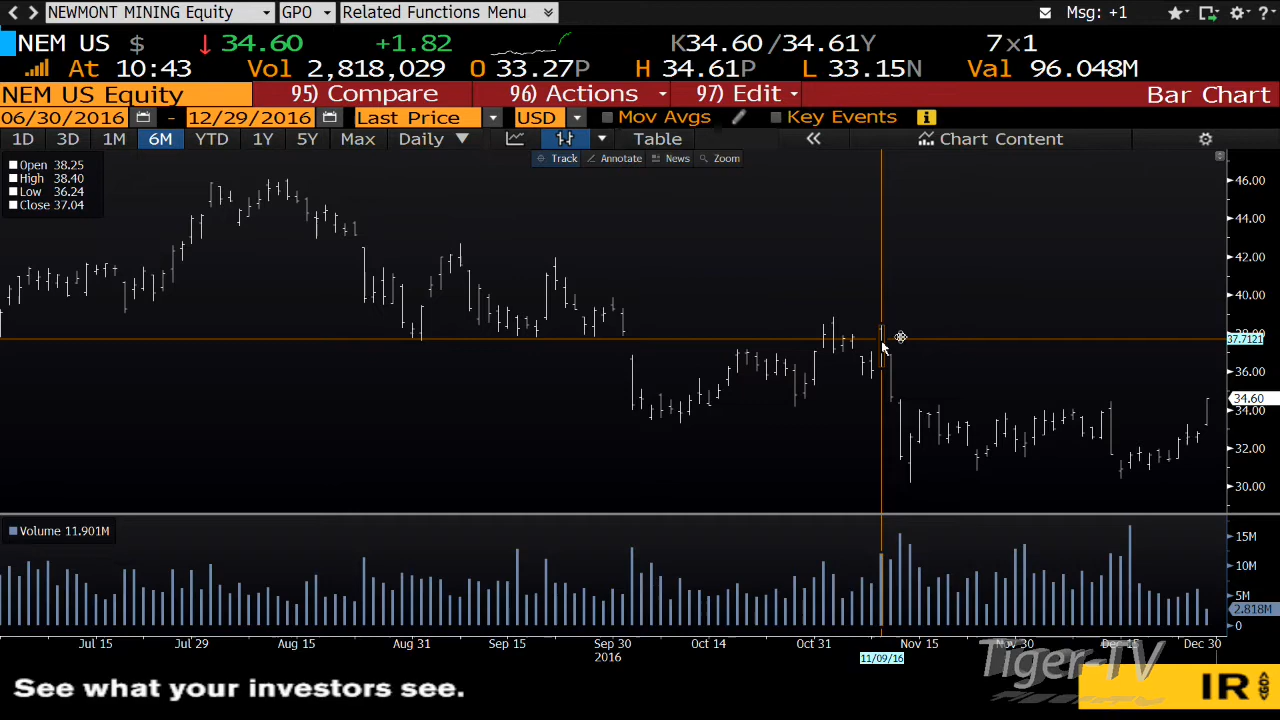 NEWMONT MINING Equity GPO Related Functions Menu Msg: +1
NEM US $ ↓ 34.60 +1.82 K34.60 /34.61Y 7x1
At 10:43 Vol 2,818,029 O 33.27P H 34.61P L 33.15N Val 96.048M
NEM US Equity 95) Compare 96) Actions 97) Edit Bar Chart
06/30/2016 - 12/29/2016 Last Price USD Mov Avgs Key Events
1D 3D 1M 6M YTD 1Y 5Y Max Daily ▼ Table « Chart Content
Track Annotate News Zoom
Open 38.25
High 38.40
Low 36.24
Close 37.04
46.00
44.00
42.00
40.00
38.00
37.7121
36.00
34.60
34.00
32.00
30.00
Volume 11.901M
15M
10M
5M
2.818M
0
Jul 15 Jul 29 Aug 15 Aug 31 Sep 15 Sep 30 Oct 14 Oct 31 Nov 15 Nov 30 Dec 15 Dec 30
2016 11/09/16
Tiger-TV
See what your investors see.
IR